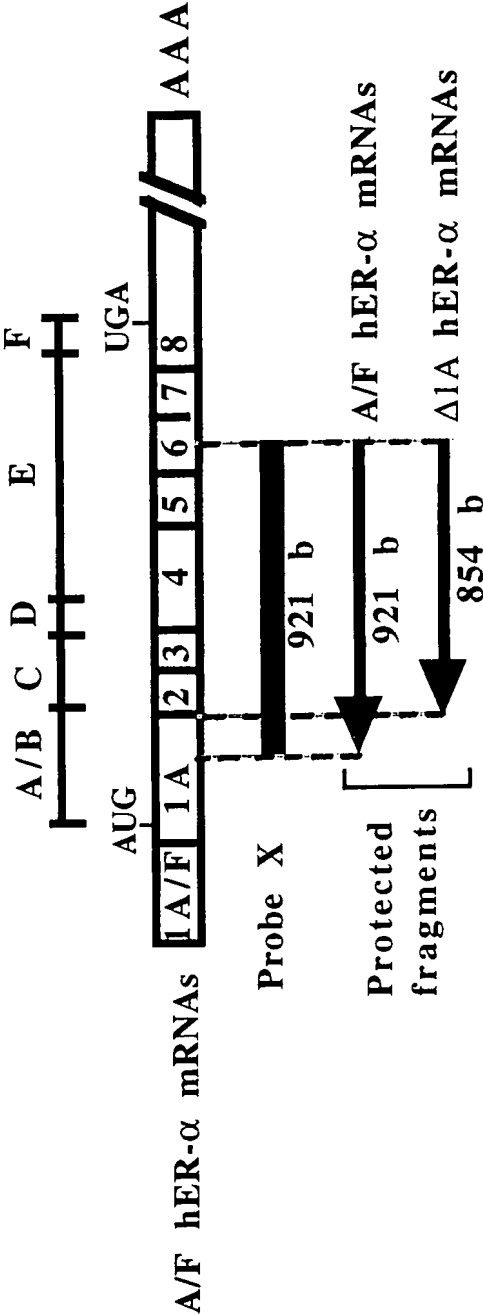 A/B C D E F
AUG UGA
A/F hER-α mRNAs 1A/F 1A 2 3 4 5 6 7 8 AAA
Probe X
921 b
Protected
fragments
921 b
A/F hER-α mRNAs
854 b
Δ1A hER-α mRNAs